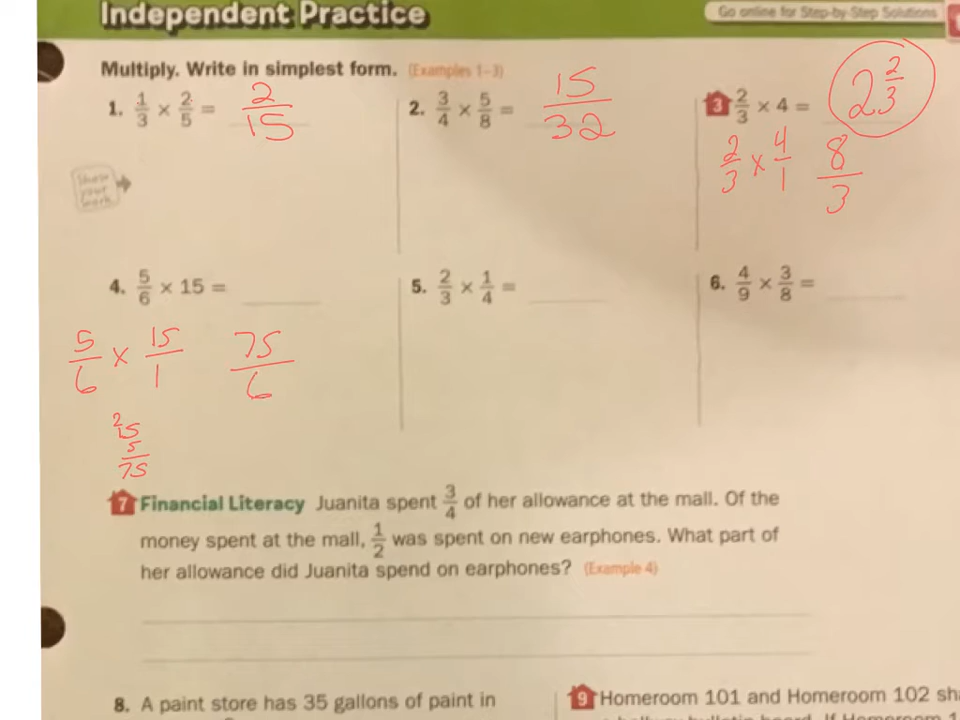 Independent Practice
Go online for Step-by-Step Solutions
Multiply. Write in simplest form. (Examples 1–3)
1. 1/3 × 2/5 = 2/15
2. 3/4 × 5/8 = 15/32
3 2/3 × 4 = 2 2/3
2/3 × 4/1 8/3
Show your work.
4. 5/6 × 15 =
5. 2/3 × 1/4 =
6. 4/9 × 3/8 =
5/6 × 15/1 75/6
2
15
5
75
7 Financial Literacy Juanita spent 3/4 of her allowance at the mall. Of the
money spent at the mall, 1/2 was spent on new earphones. What part of
her allowance did Juanita spend on earphones? (Example 4)
8. A paint store has 35 gallons of paint in
9 Homeroom 101 and Homeroom 102 sh